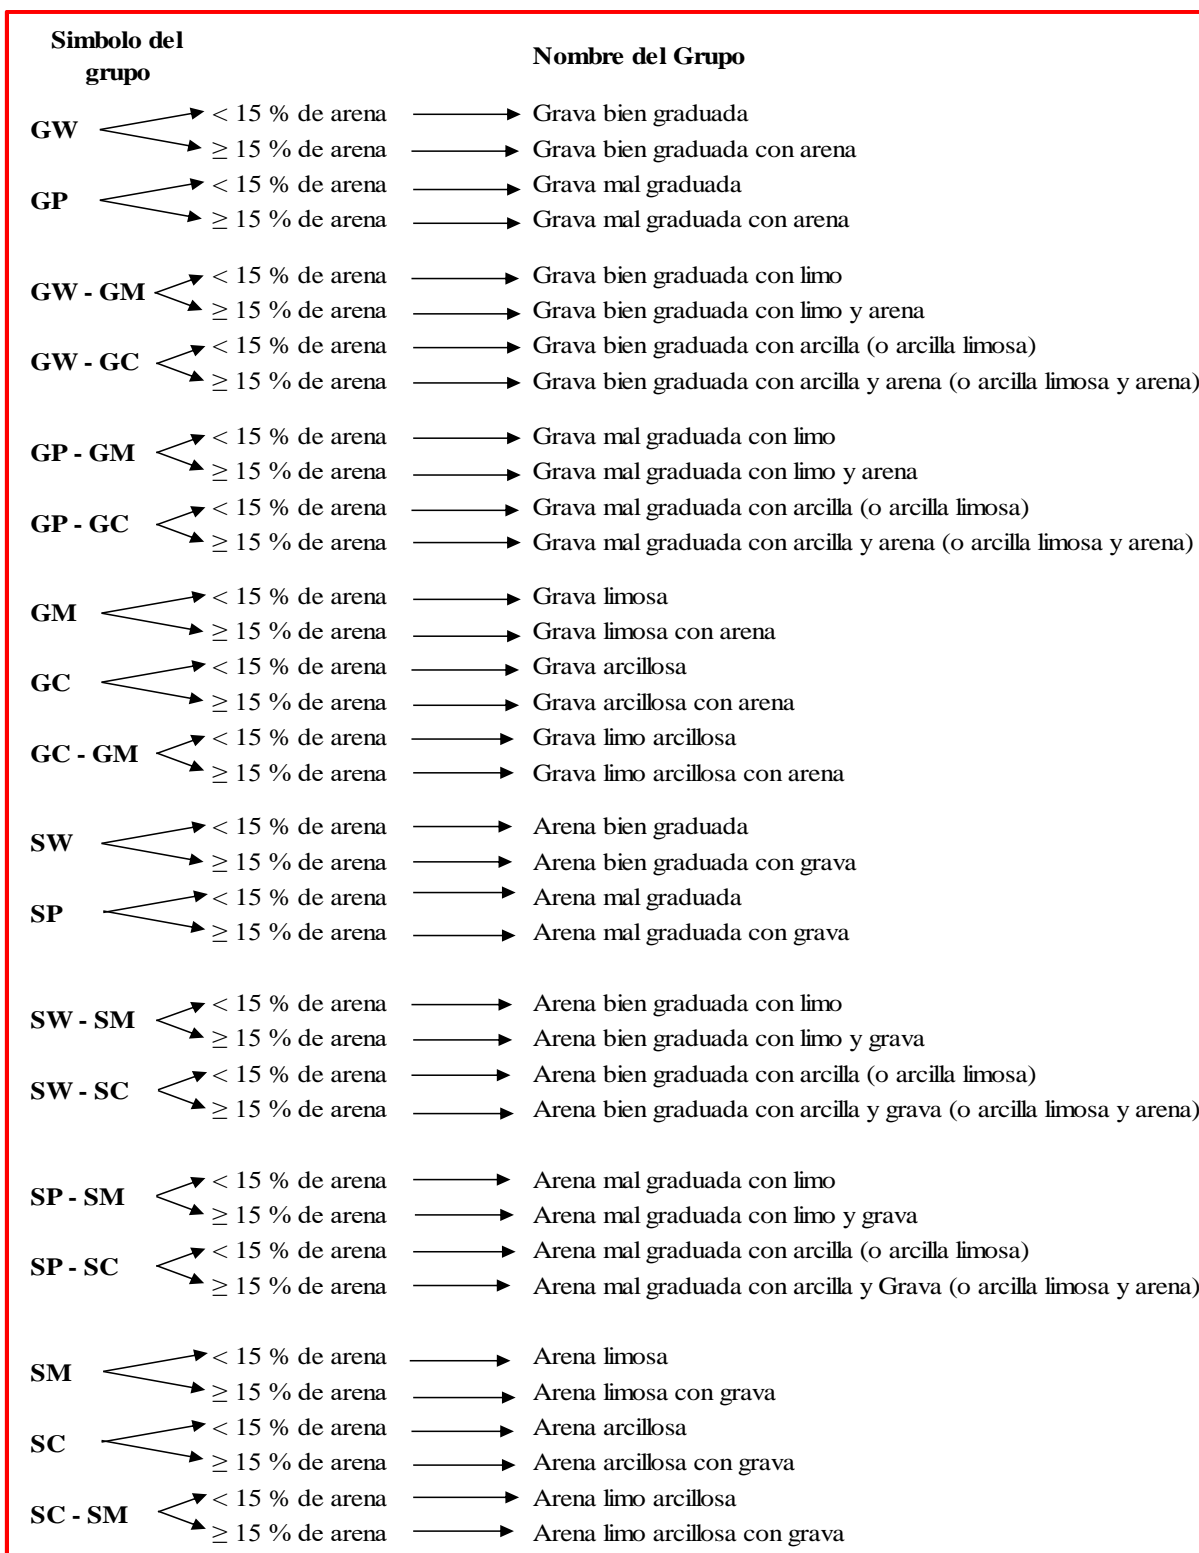 Simbolo del grupo
Nombre del Grupo
GW
< 15 % de arena Grava bien graduada
≥ 15 % de arena Grava bien graduada con arena
GP
< 15 % de arena Grava mal graduada
≥ 15 % de arena Grava mal graduada con arena
GW - GM
< 15 % de arena Grava bien graduada con limo
≥ 15 % de arena Grava bien graduada con limo y arena
GW - GC
< 15 % de arena Grava bien graduada con arcilla (o arcilla limosa)
≥ 15 % de arena Grava bien graduada con arcilla y arena (o arcilla limosa y arena)
GP - GM
< 15 % de arena Grava mal graduada con limo
≥ 15 % de arena Grava mal graduada con limo y arena
GP - GC
< 15 % de arena Grava mal graduada con arcilla (o arcilla limosa)
≥ 15 % de arena Grava mal graduada con arcilla y arena (o arcilla limosa y arena)
GM
< 15 % de arena Grava limosa
≥ 15 % de arena Grava limosa con arena
GC
< 15 % de arena Grava arcillosa
≥ 15 % de arena Grava arcillosa con arena
GC - GM
< 15 % de arena Grava limo arcillosa
≥ 15 % de arena Grava limo arcillosa con arena
SW
< 15 % de arena Arena bien graduada
≥ 15 % de arena Arena bien graduada con grava
SP
< 15 % de arena Arena mal graduada
≥ 15 % de arena Arena mal graduada con grava
SW - SM
< 15 % de arena Arena bien graduada con limo
≥ 15 % de arena Arena bien graduada con limo y grava
SW - SC
< 15 % de arena Arena bien graduada con arcilla (o arcilla limosa)
≥ 15 % de arena Arena bien graduada con arcilla y grava (o arcilla limosa y arena)
SP - SM
< 15 % de arena Arena mal graduada con limo
≥ 15 % de arena Arena mal graduada con limo y grava
SP - SC
< 15 % de arena Arena mal graduada con arcilla (o arcilla limosa)
≥ 15 % de arena Arena mal graduada con arcilla y Grava (o arcilla limosa y arena)
SM
< 15 % de arena Arena limosa
≥ 15 % de arena Arena limosa con grava
SC
< 15 % de arena Arena arcillosa
≥ 15 % de arena Arena arcillosa con grava
SC - SM
< 15 % de arena Arena limo arcillosa
≥ 15 % de arena Arena limo arcillosa con grava